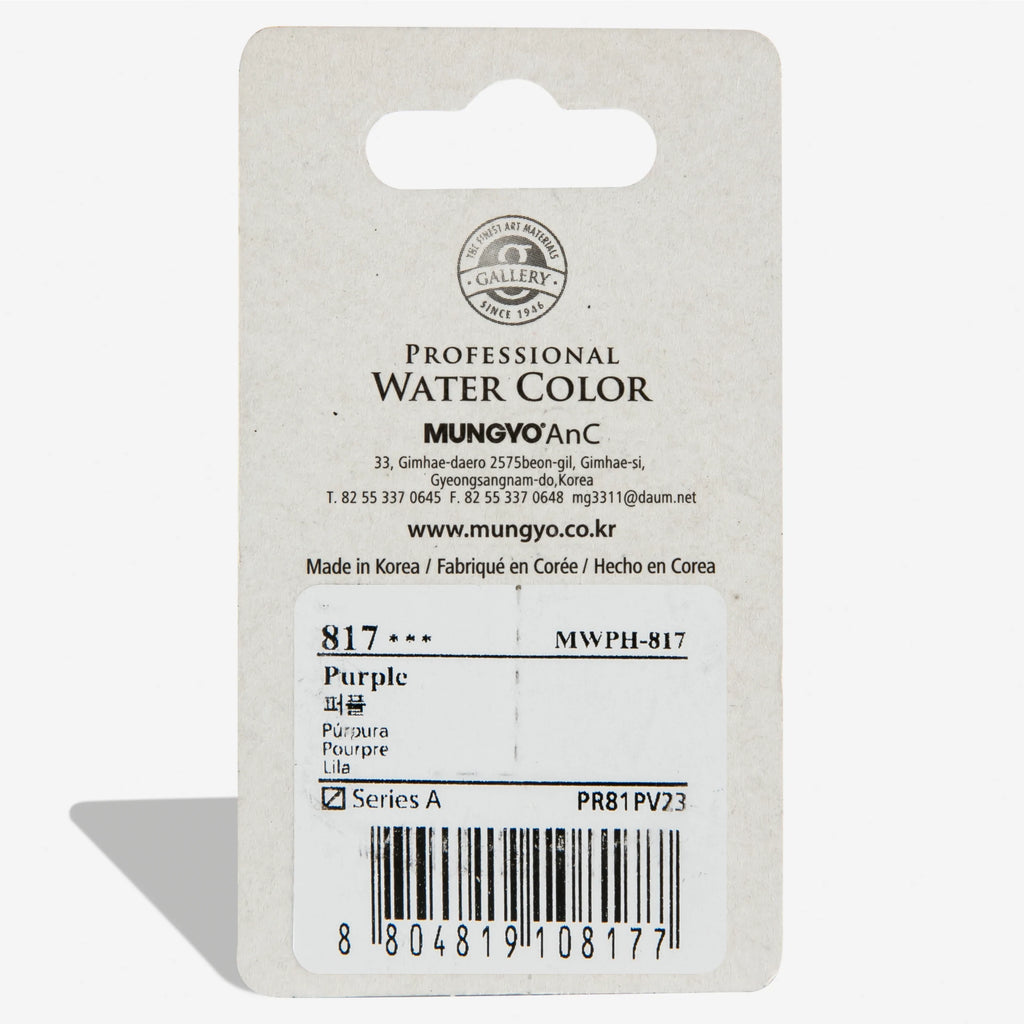 THE FINEST ART MATERIALS
g
· GALLERY ·
SINCE 1946
PROFESSIONAL
WATER COLOR
MUNGYO® AnC
33, Gimhae-daero 2575beon-gil, Gimhae-si,
Gyeongsangnam-do,Korea
T. 82 55 337 0645 F. 82 55 337 0648 mg3311@daum.net
www.mungyo.co.kr
Made in Korea / Fabriqué en Corée / Hecho en Corea
817 *** MWPH-817
Purple
퍼플
Púrpura
Pourpre
Lila
Series A PR81PV23
8 804819 108177